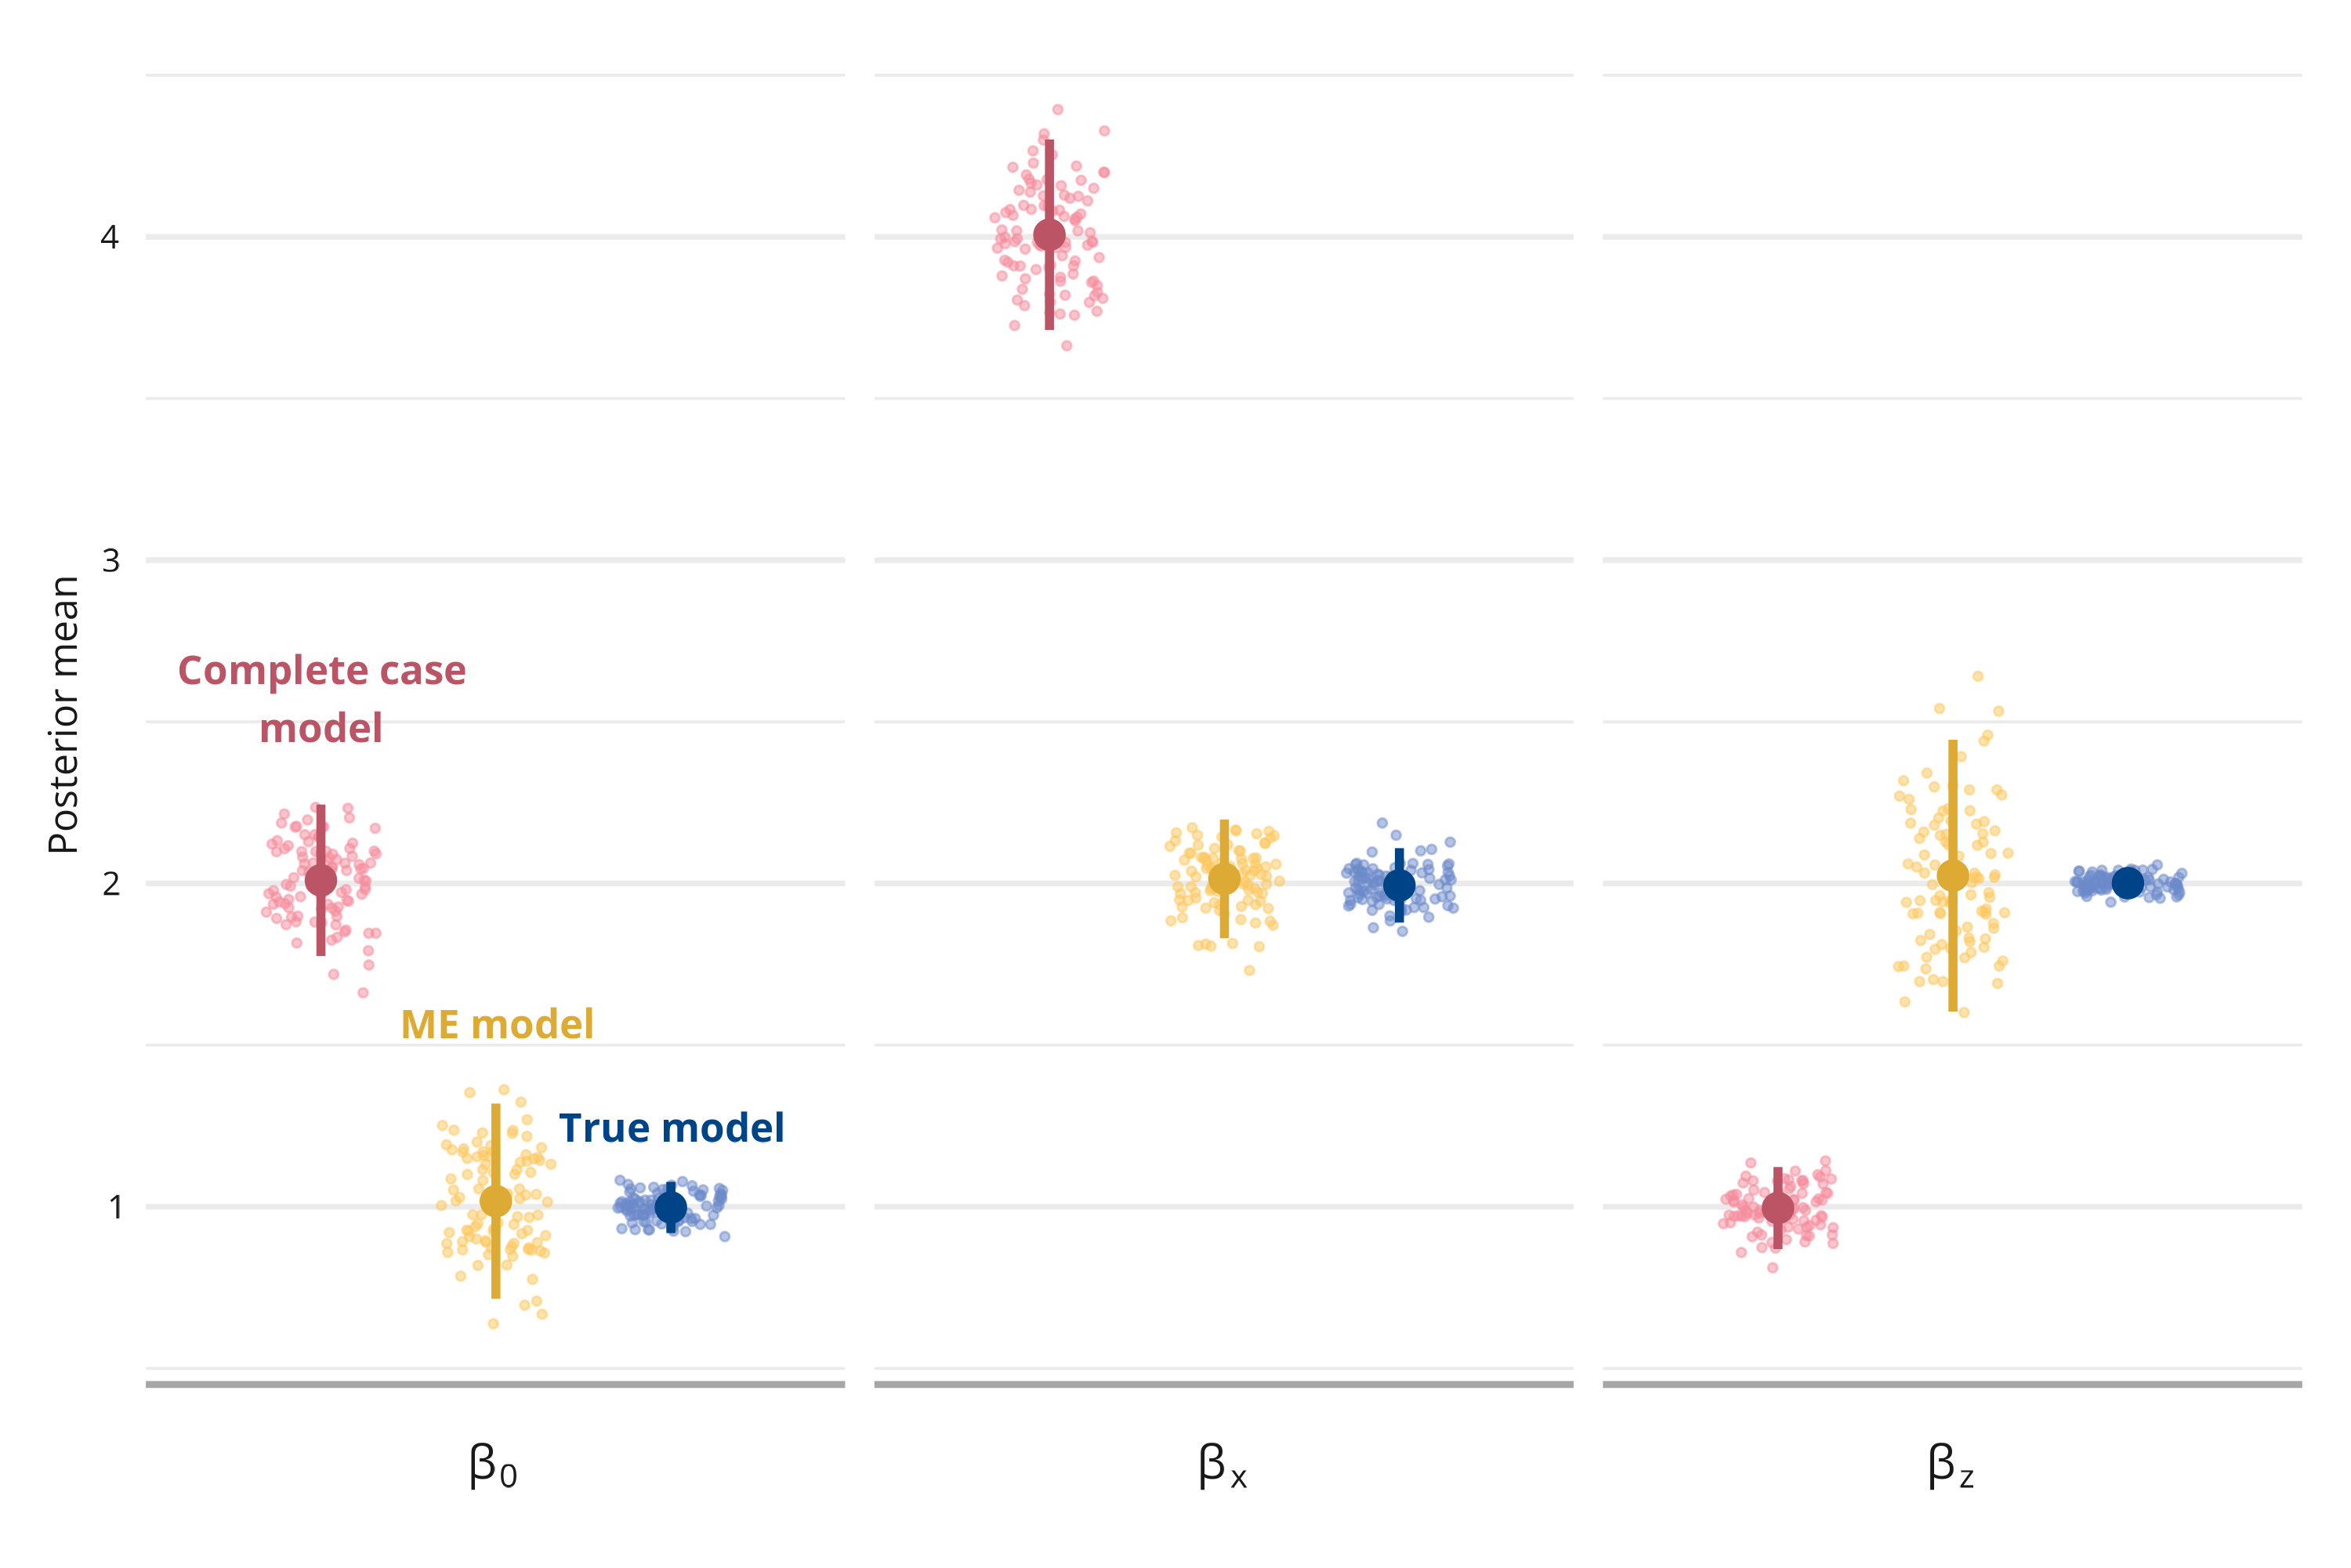 Posterior mean
4
3
2
1
Complete case
model
ME model
True model
β0
βx
βz